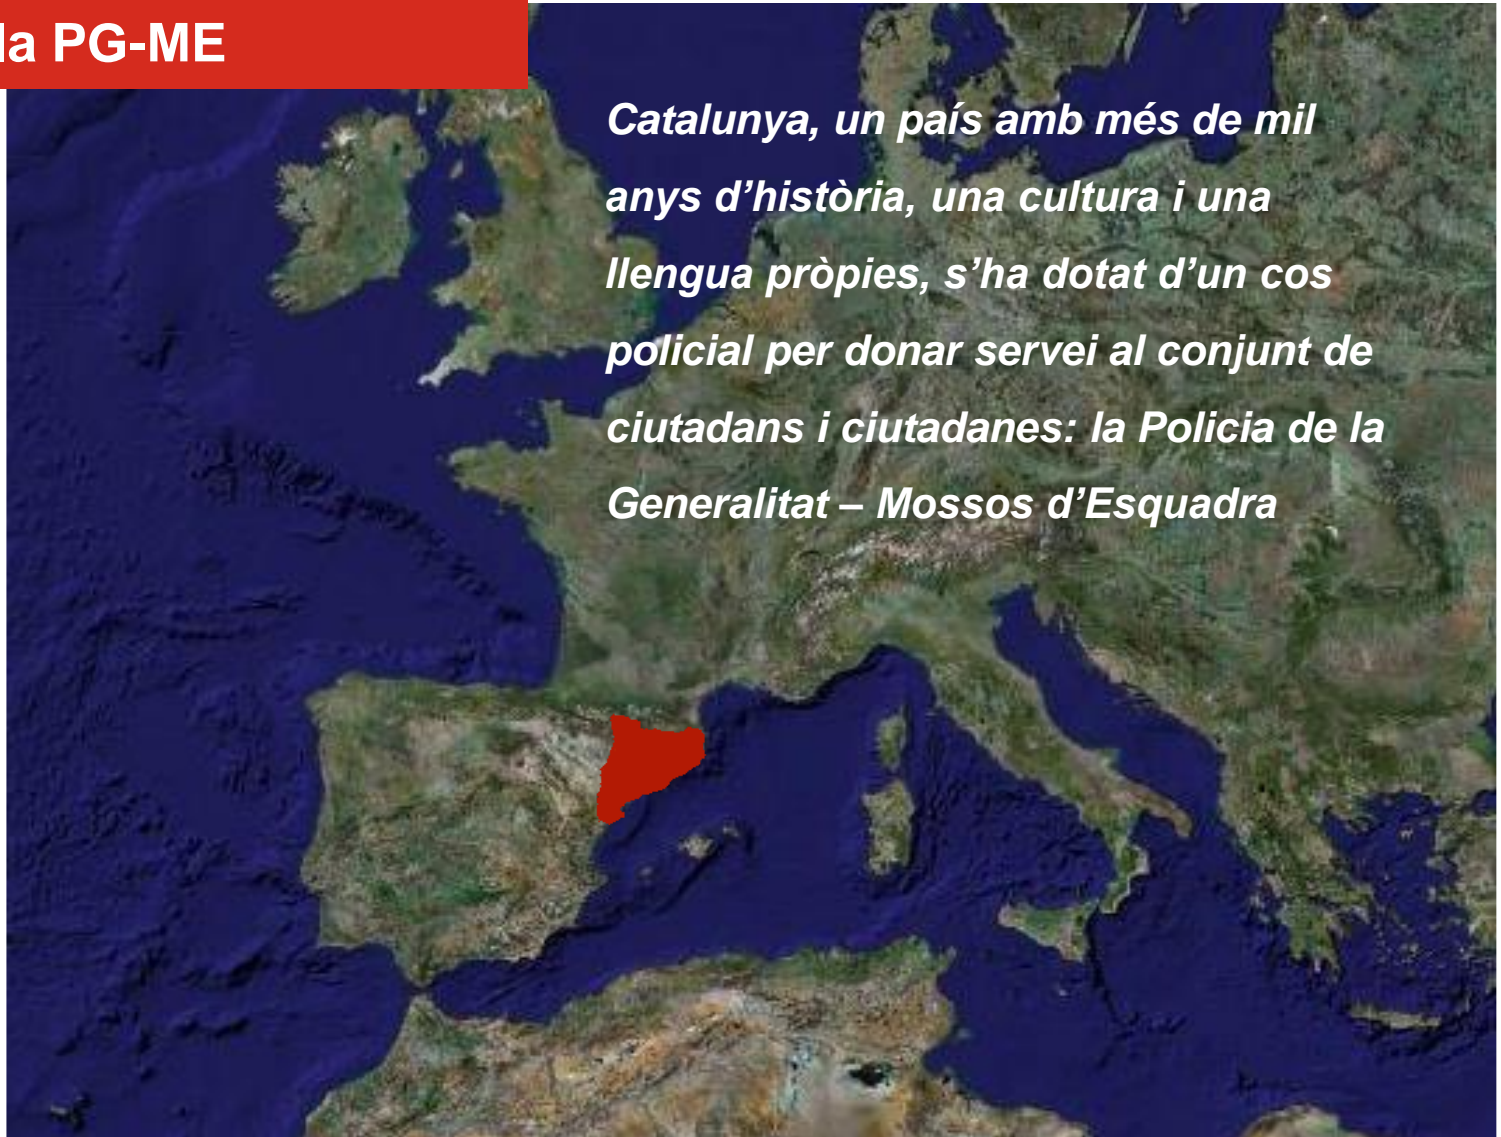 la PG-ME
Catalunya, un país amb més de mil
anys d’història, una cultura i una
llengua pròpies, s’ha dotat d’un cos
policial per donar servei al conjunt de
ciutadans i ciutadanes: la Policia de la
Generalitat – Mossos d’Esquadra